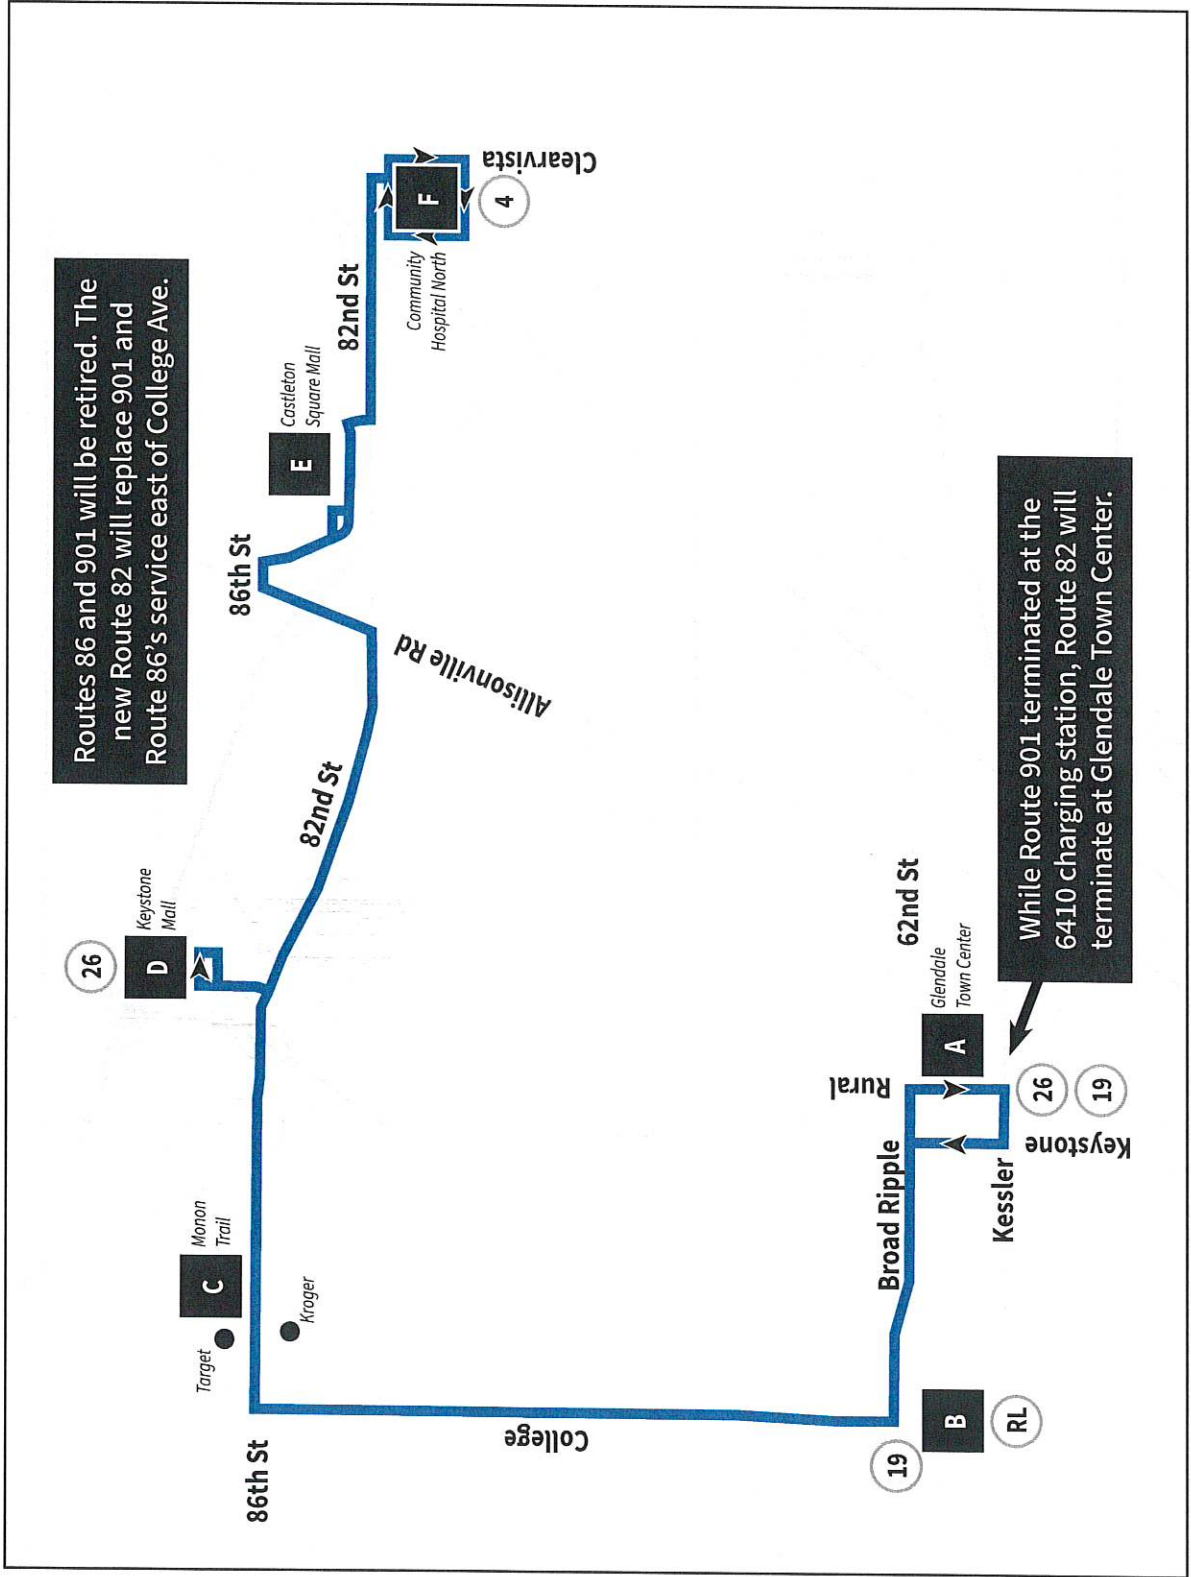 Routes 86 and 901 will be retired. The
new Route 82 will replace 901 and
Route 86's service east of College Ave.
26
D
Keystone
Mall
86th St
E
Castleton
Square Mall
82nd St
F
Clearvista
Community
Hospital North
4
82nd St
Allisonville Rd
C
Monon
Trail
Target
Kroger
86th St
College
19
B
RL
Broad Ripple
Rural
62nd St
A
Glendale
Town Center
Kessler
Keystone
26
19
While Route 901 terminated at the
6410 charging station, Route 82 will
terminate at Glendale Town Center.